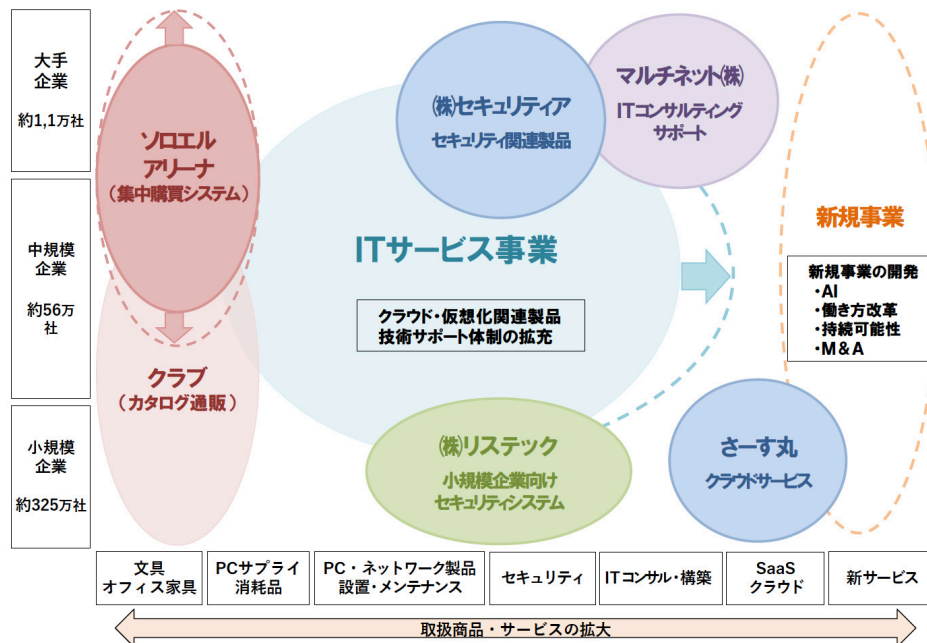 大手
企業
約1,1万社
中規模
企業
約56万
社
小規模
企業
約325万社
ソロエル
アリーナ
(集中購買システム)
クラブ
(カタログ通販)
㈱セキュリティア
セキュリティ関連製品
マルチネット㈱
ITコンサルティング
サポート
ITサービス事業
クラウド・仮想化関連製品
技術サポート体制の拡充
㈱リステック
小規模企業向け
セキュリティシステム
さーす丸
クラウドサービス
新規事業
新規事業の開発
・AI
・働き方改革
・持続可能性
・M&A
文具
オフィス家具
PCサプライ
消耗品
PC・ネットワーク製品
設置・メンテナンス
セキュリティ
ITコンサル・構築
SaaS
クラウド
新サービス
取扱商品・サービスの拡大